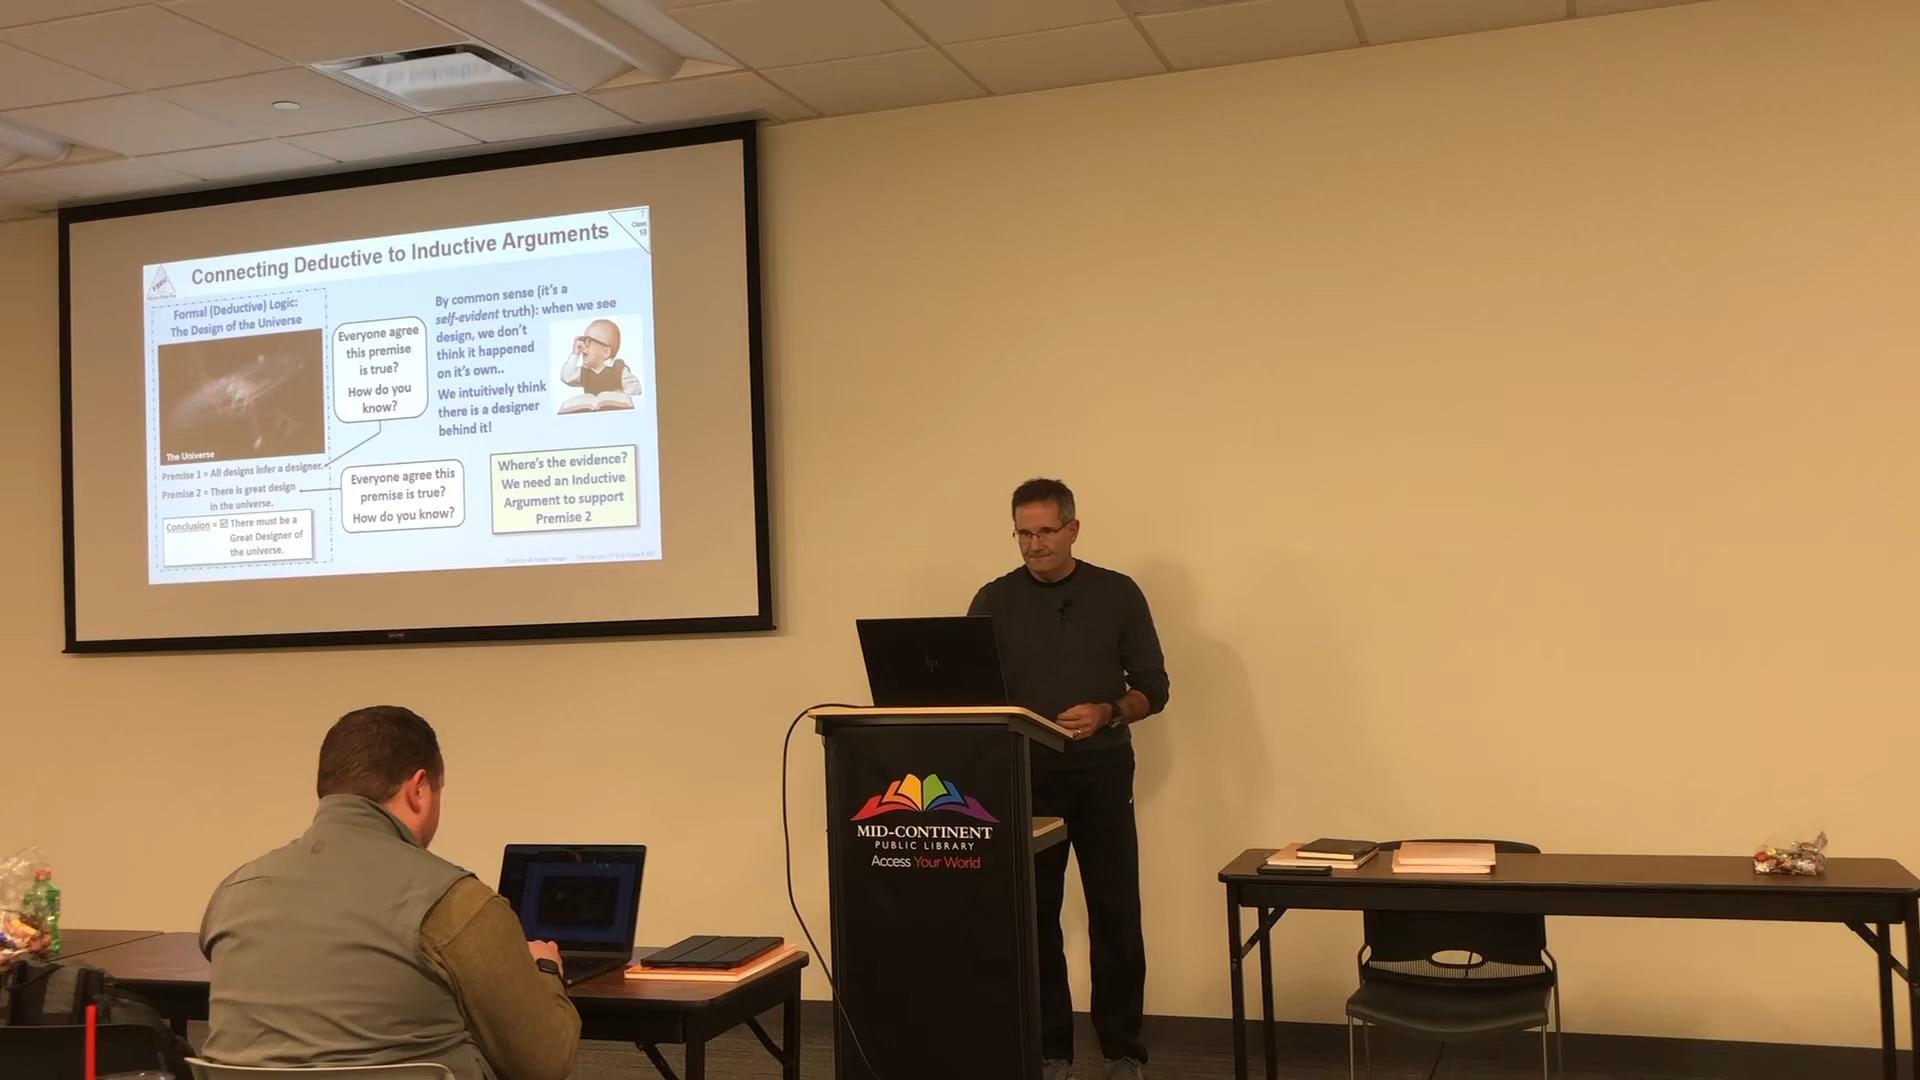 7
Class
18
Connecting Deductive to Inductive Arguments
Formal (Deductive) Logic:
The Design of the Universe
The Universe
Premise 1 = All designs infer a designer.
Premise 2 = There is great design
in the universe.
Conclusion = ☑ There must be a
Great Designer of
the universe.
Everyone agree
this premise
is true?
How do you
know?
Everyone agree this
premise is true?
How do you know?
By common sense (it's a
self-evident truth): when we see
design, we don't
think it happened
on it's own..
We intuitively think
there is a designer
behind it!
Where's the evidence?
We need an Inductive
Argument to support
Premise 2
hp
MID-CONTINENT
PUBLIC LIBRARY
Access Your World